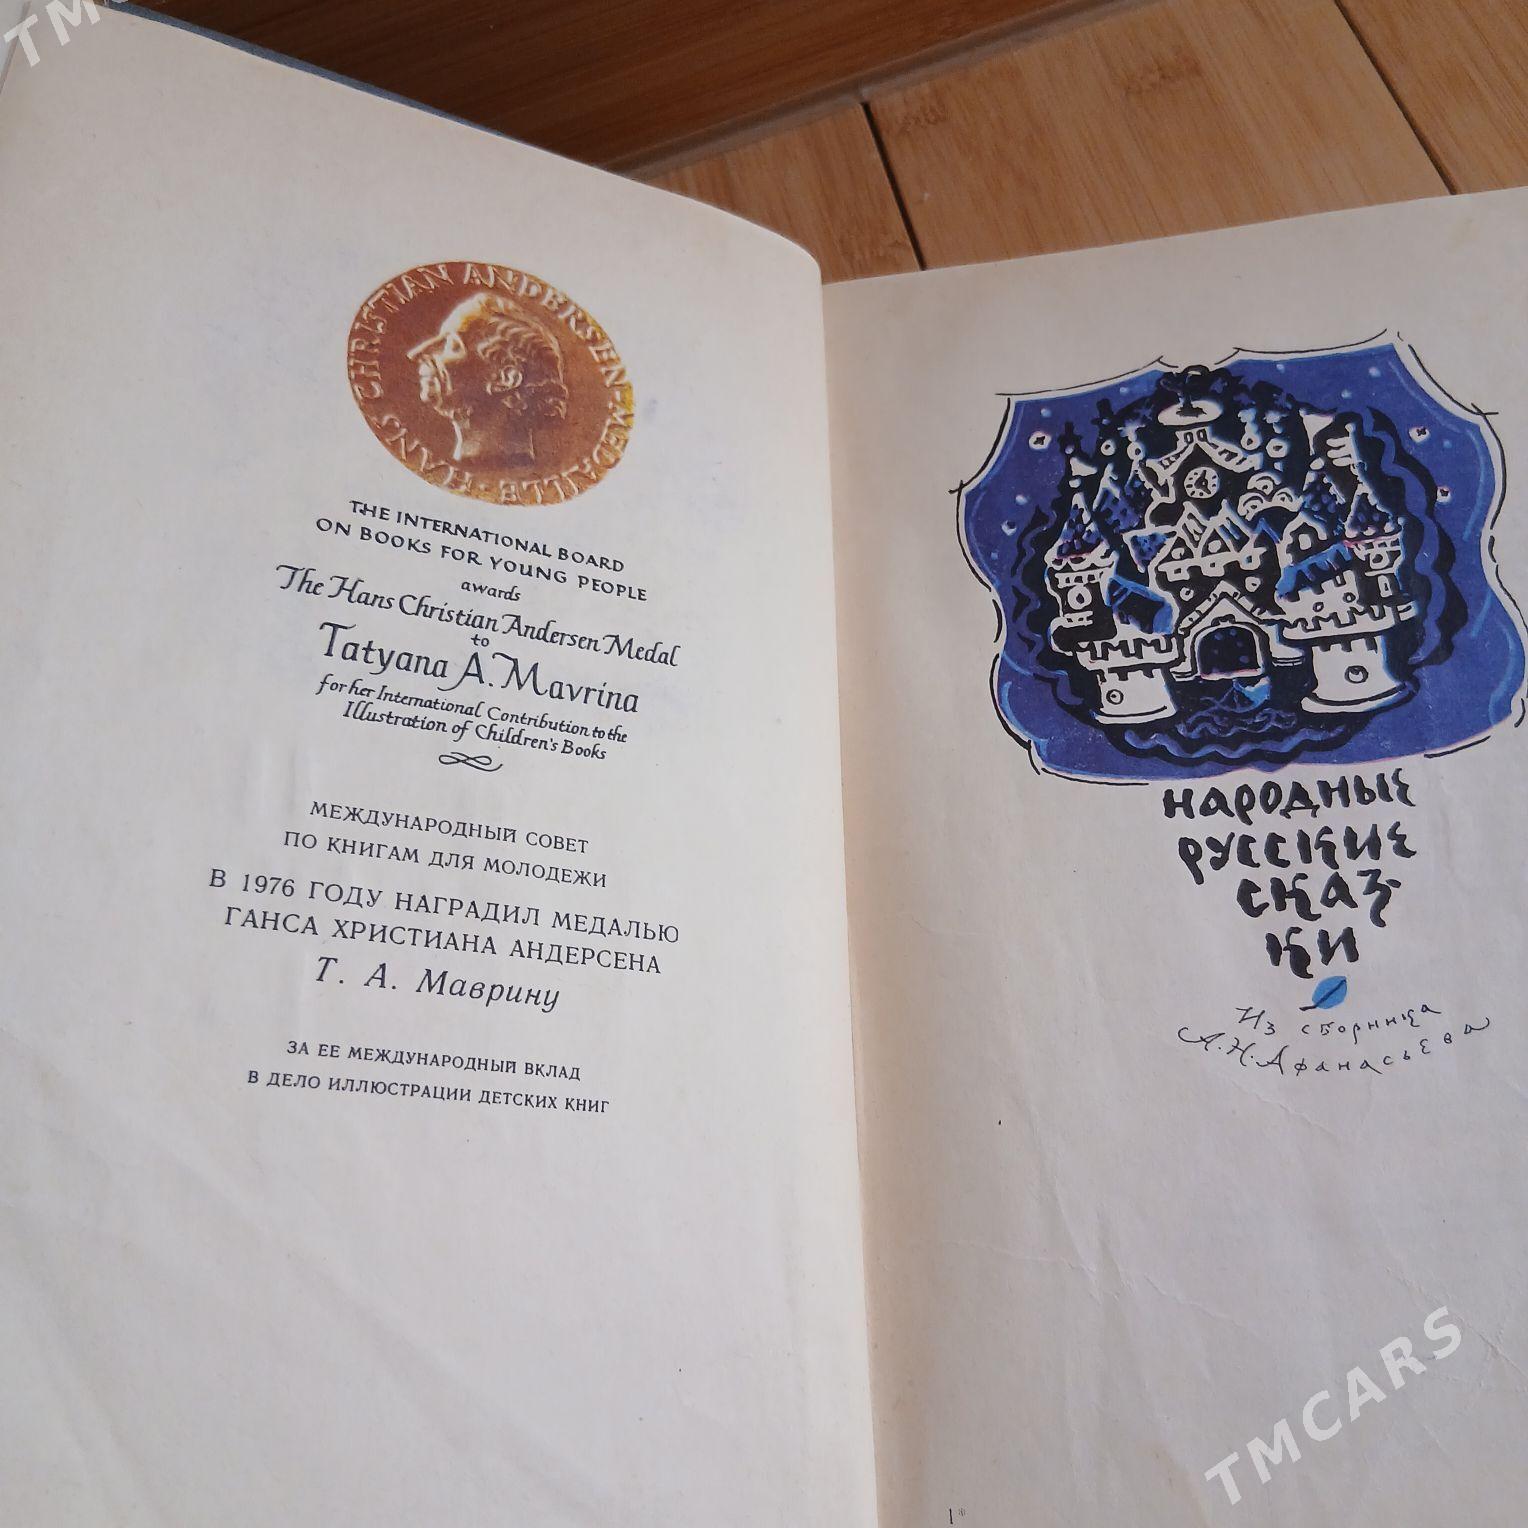 HANS CHRISTIAN ANDERSEN·MEDAILLE·
THE INTERNATIONAL BOARD
ON BOOKS FOR YOUNG PEOPLE
awards
The Hans Christian Andersen Medal
to
Tatyana A. Mavrina
for her International Contribution to the
Illustration of Children's Books
МЕЖДУНАРОДНЫЙ СОВЕТ
ПО КНИГАМ ДЛЯ МОЛОДЕЖИ
В 1976 ГОДУ НАГРАДИЛ МЕДАЛЬЮ
ГАНСА ХРИСТИАНА АНДЕРСЕНА
Т. А. Маврину
ЗА ЕЕ МЕЖДУНАРОДНЫЙ ВКЛАД
В ДЕЛО ИЛЛЮСТРАЦИИ ДЕТСКИХ КНИГ
НАРОДНЫЕ
РУССКИЕ
СКАЗ-
КИ
Из сборника
А.Н. Афанасьева
1*
TMCARS